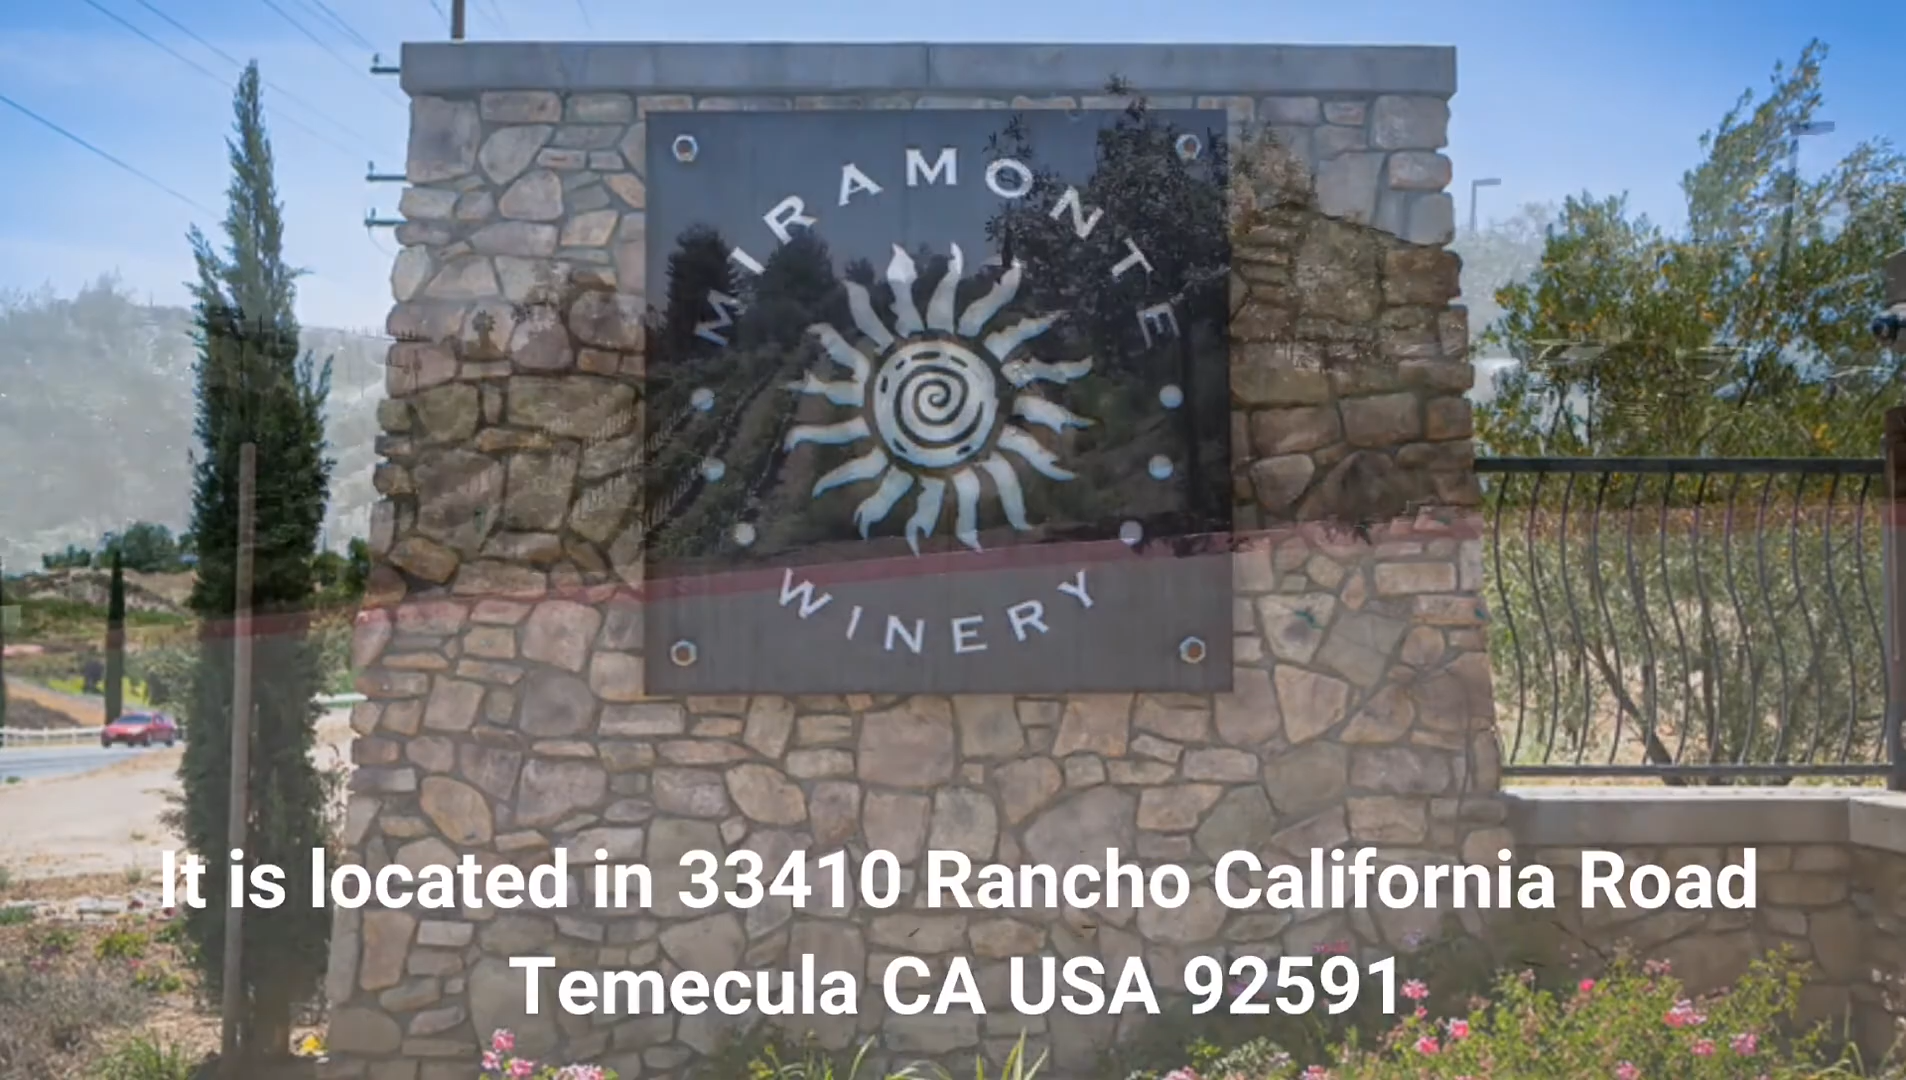 MIRAMONTE
WINERY
It is located in 33410 Rancho California Road
Temecula CA USA 92591